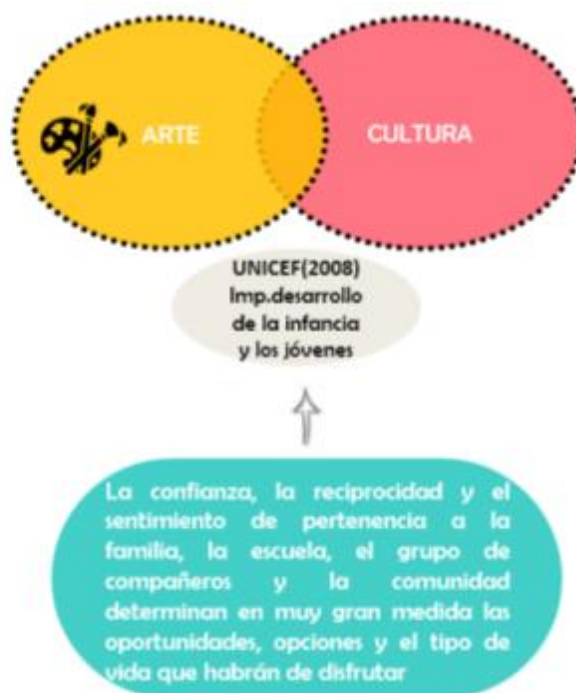 ARTE
CULTURA
UNICEF(2008)
Imp.desarrollo
de la infancia
y los jóvenes
La confianza, la reciprocidad y el
sentimiento de pertenencia a la
familia, la escuela, el grupo de
compañeros y la comunidad
determinan en muy gran medida las
oportunidades, opciones y el tipo de
vida que habrán de disfrutar